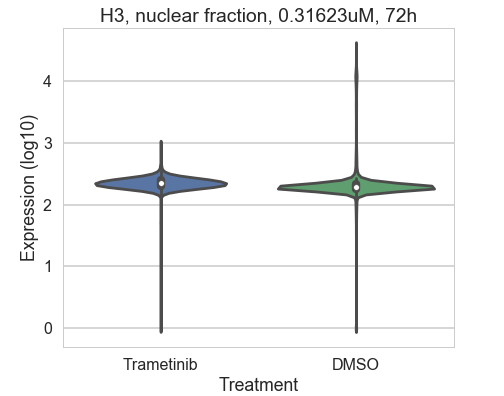 H3, nuclear fraction, 0.31623uM, 72h
Expression (log10)
4
3
2
1
0
Trametinib
DMSO
Treatment